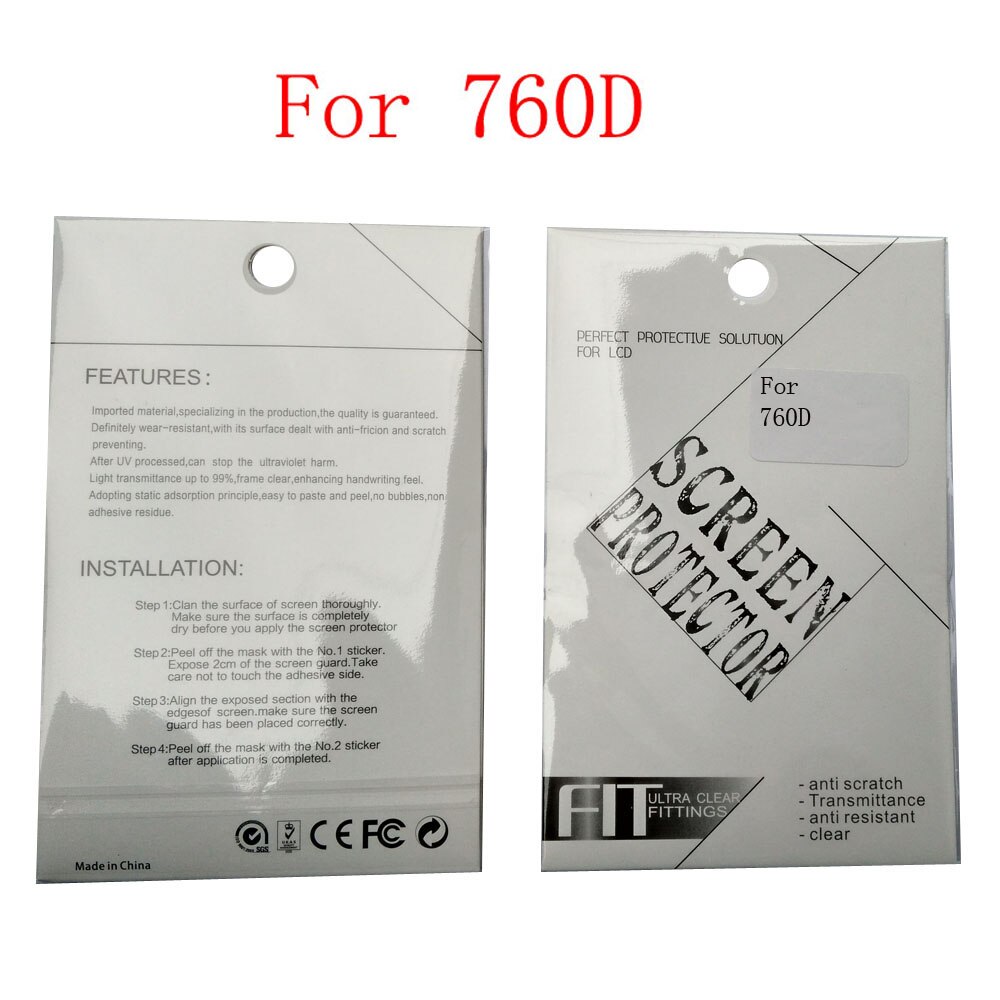 For 760D
FEATURES:
Imported material,specializing in the production,the quality is guaranteed.
Definitely wear-resistant,with its surface dealt with anti-fricion and scratch
preventing.
After UV processed,can stop the ultraviolet harm.
Light transmittance up to 99%,frame clear,enhancing handwriting feel.
Adopting static adsorption principle,easy to paste and peel,no bubbles,non
adhesive residue.
INSTALLATION:
Step 1:Clan the surface of screen thoroughly.
Make sure the surface is completely
dry before you apply the screen protector
Step2:Peel off the mask with the No.1 sticker.
Expose 2cm of the screen guard.Take
care not to touch the adhesive side.
Step 3:Align the exposed section with the
edgesof screen.make sure the screen
guard has been placed correctly.
Step4:Peel off the mask with the No.2 sticker
after application is completed.
SGS
CE FC
Made in China
PERFECT PROTECTIVE SOLUTUON
FOR LCD
For
760D
SCREEN
PROTECTOR
FIT
ULTRA CLEAR
FITTINGS
- anti scratch
- Transmittance
- anti resistant
- clear